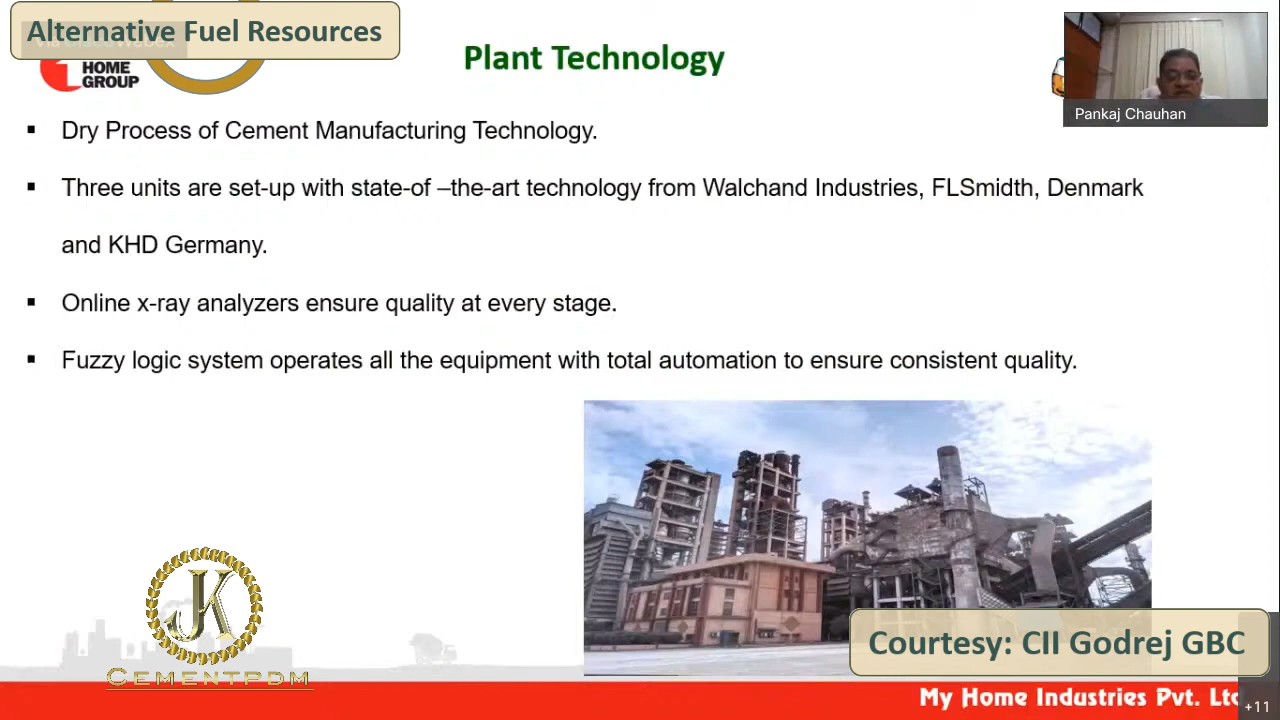 Alternative Fuel Resources
HOME
GROUP
Plant Technology
Pankaj Chauhan
▪ Dry Process of Cement Manufacturing Technology.
▪ Three units are set-up with state-of –the-art technology from Walchand Industries, FLSmidth, Denmark
and KHD Germany.
▪ Online x-ray analyzers ensure quality at every stage.
▪ Fuzzy logic system operates all the equipment with total automation to ensure consistent quality.
JK
CEMENTPDM
Courtesy: CII Godrej GBC
My Home Industries Pvt. Ltd
+11